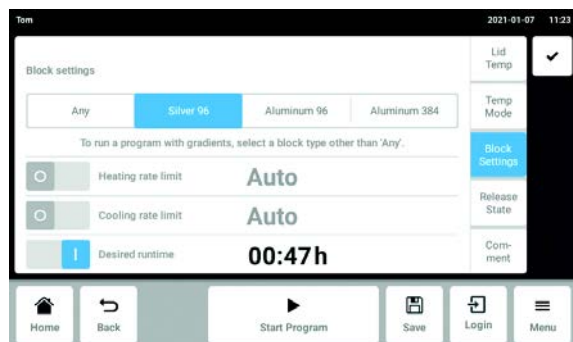 Tom
2021-01-07 11:23
Block settings
Any
Silver 96
Aluminum 96
Aluminum 384
To run a program with gradients, select a block type other than 'Any'.
Heating rate limit
Auto
Cooling rate limit
Auto
Desired runtime
00:47h
Lid
Temp
Temp
Mode
Block
Settings
Release
State
Com-
ment
Home
Back
Start Program
Save
Login
Menu